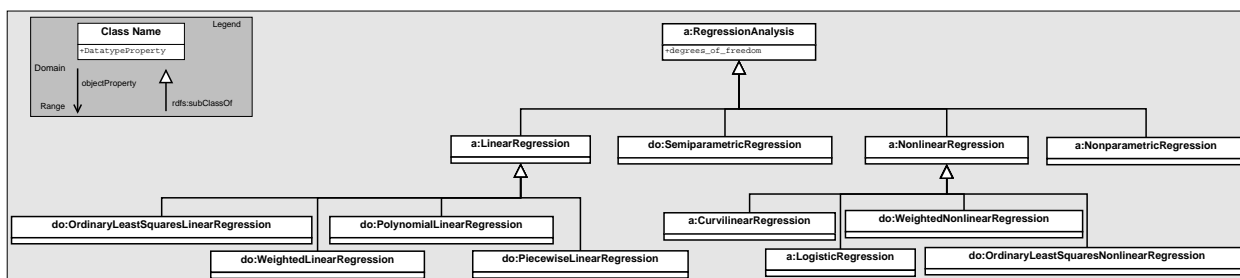 Legend
Class Name
+DatatypeProperty
Domain
objectProperty
Range
rdfs:subClassOf
a:RegressionAnalysis
+degrees_of_freedom
a:LinearRegression
do:SemiparametricRegression
a:NonlinearRegression
a:NonparametricRegression
do:OrdinaryLeastSquaresLinearRegression
do:PolynomialLinearRegression
a:CurvilinearRegression
do:WeightedNonlinearRegression
do:WeightedLinearRegression
do:PiecewiseLinearRegression
a:LogisticRegression
do:OrdinaryLeastSquaresNonlinearRegression